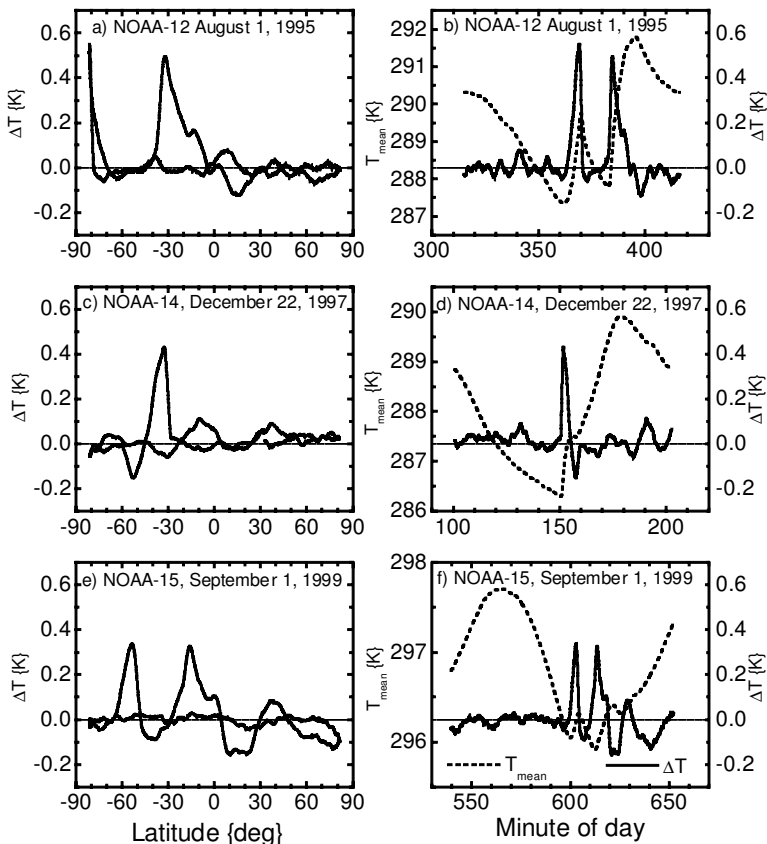 a) NOAA-12 August 1, 1995
ΔT {K}
0.6
0.4
0.2
0.0
-0.2
-90 -60 -30 0 30 60 90
b) NOAA-12 August 1, 1995
T_mean {K}
292
291
290
289
288
287
ΔT {K}
0.6
0.4
0.2
0.0
-0.2
300 350 400
c) NOAA-14, December 22, 1997
ΔT {K}
0.6
0.4
0.2
0.0
-0.2
-90 -60 -30 0 30 60 90
d) NOAA-14, December 22, 1997
T_mean {K}
290
289
288
287
286
ΔT {K}
0.6
0.4
0.2
0.0
-0.2
100 150 200
e) NOAA-15, September 1, 1999
ΔT {K}
0.6
0.4
0.2
0.0
-0.2
-90 -60 -30 0 30 60 90
Latitude {deg}
f) NOAA-15, September 1, 1999
T_mean {K}
298
297
296
ΔT {K}
0.6
0.4
0.2
0.0
-0.2
T_mean ΔT
550 600 650
Minute of day